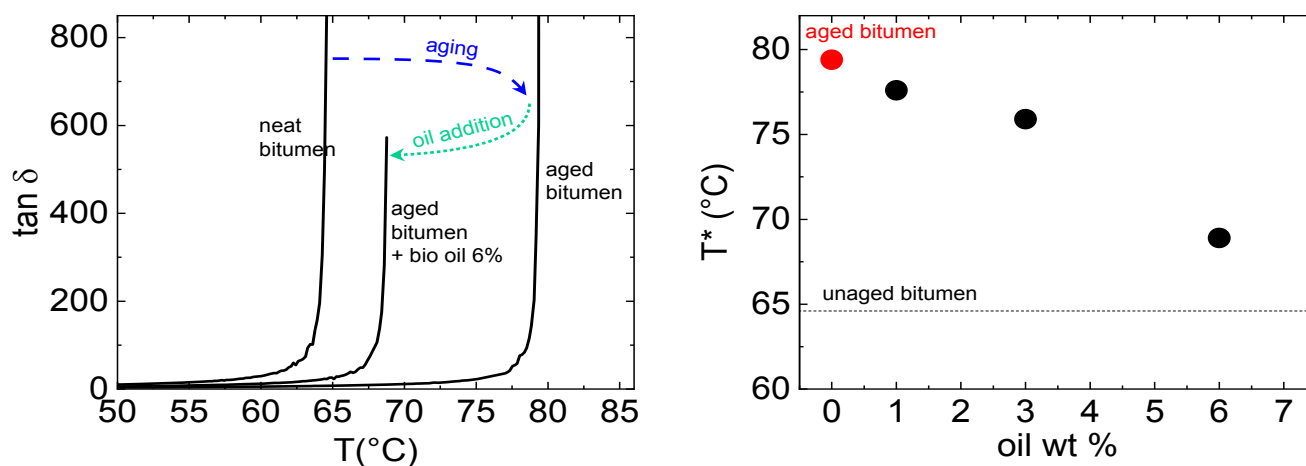 800
600
400
200
0
tan δ
50
55
60
65
70
75
80
85
T(°C)
aging
oil addition
neat
bitumen
aged
bitumen
+ bio oil 6%
aged
bitumen
80
75
70
65
60
T* (°C)
0
1
2
3
4
5
6
7
oil wt %
aged bitumen
unaged bitumen